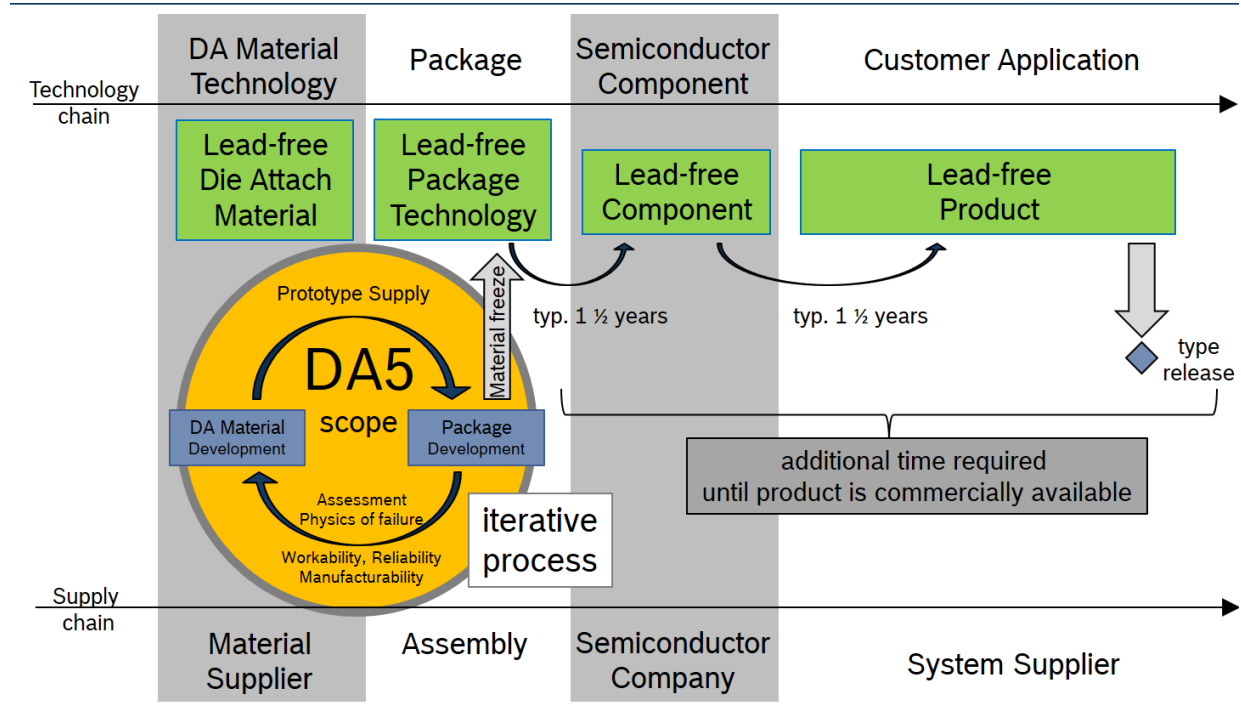 DA Material
Technology
Package
Semiconductor
Component
Customer Application
Technology
chain
Lead-free
Die Attach
Material
Lead-free
Package
Technology
Lead-free
Component
Lead-free
Product
Prototype Supply
Material freeze
typ. 1 ½ years
typ. 1 ½ years
type
release
DA5
scope
DA Material
Development
Package
Development
additional time required
until product is commercially available
Assessment
Physics of failure
iterative
process
Workability, Reliability
Manufacturability
Supply
chain
Material
Supplier
Assembly
Semiconductor
Company
System Supplier